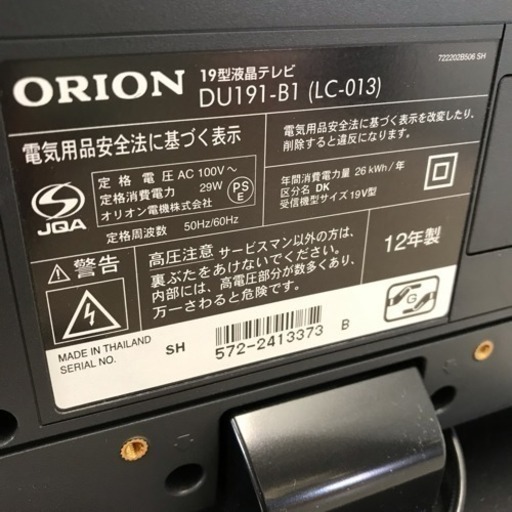 722202B506 SH
ORION
19型液晶テレビ
DU191-B1 (LC-013)
電気用品安全法に基づく表示
定格電圧 AC 100V～
定格消費電力 29W
オリオン電機株式会社
定格周波数 50Hz/60Hz
PS
E
JQA
電気用品安全法に基づく表示を改変したり、
削除すると違反になります。
年間消費電力量 26 kWh/年
区分名 DK
受信機型サイズ 19V型
警告
高圧注意 サービスマン以外の方は、
裏ぶたをあけないでください。
内部には、高電圧部分が数多くあり、
万一さわると危険です。
12年製
G
MADE IN THAILAND
SERIAL NO.
SH
572-2413373 B